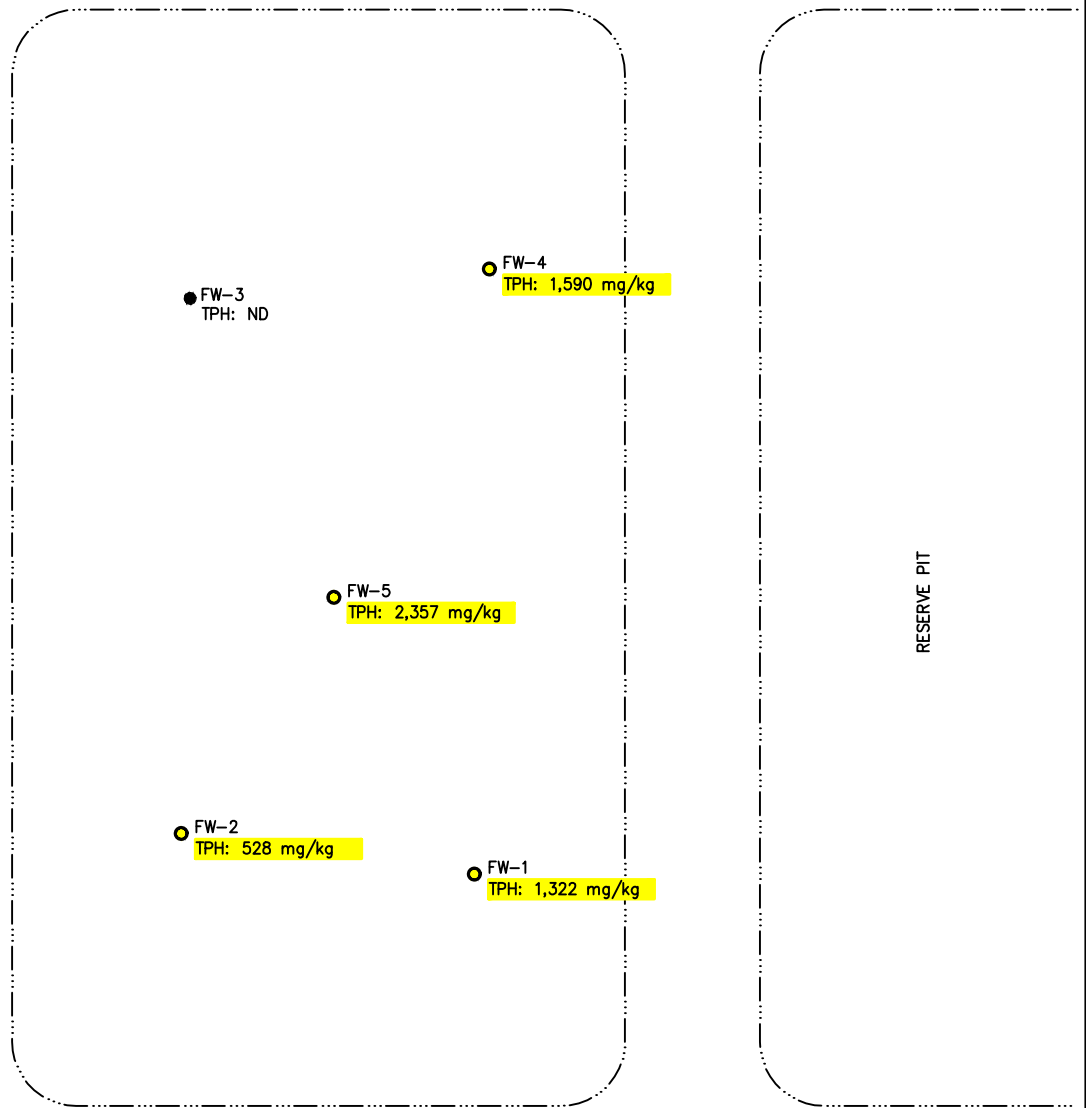 FW-4
TPH: 1,590 mg/kg
FW-3
TPH: ND
FW-5
TPH: 2,357 mg/kg
RESERVE PIT
FW-2
TPH: 528 mg/kg
FW-1
TPH: 1,322 mg/kg